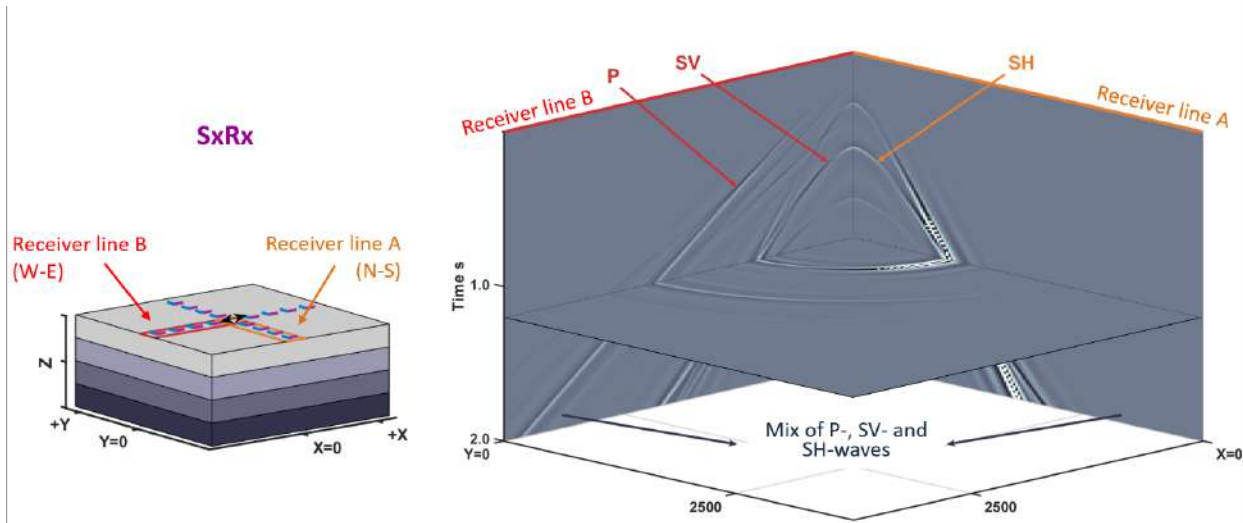 SxRx
Receiver line B
(W-E)
Receiver line A
(N-S)
Z
+Y
Y=0
X=0
+X
P
SV
SH
Receiver line B
Receiver line A
Time s
1.0
2.0
Y=0
X=0
Mix of P-, SV- and
SH-waves
2500
2500